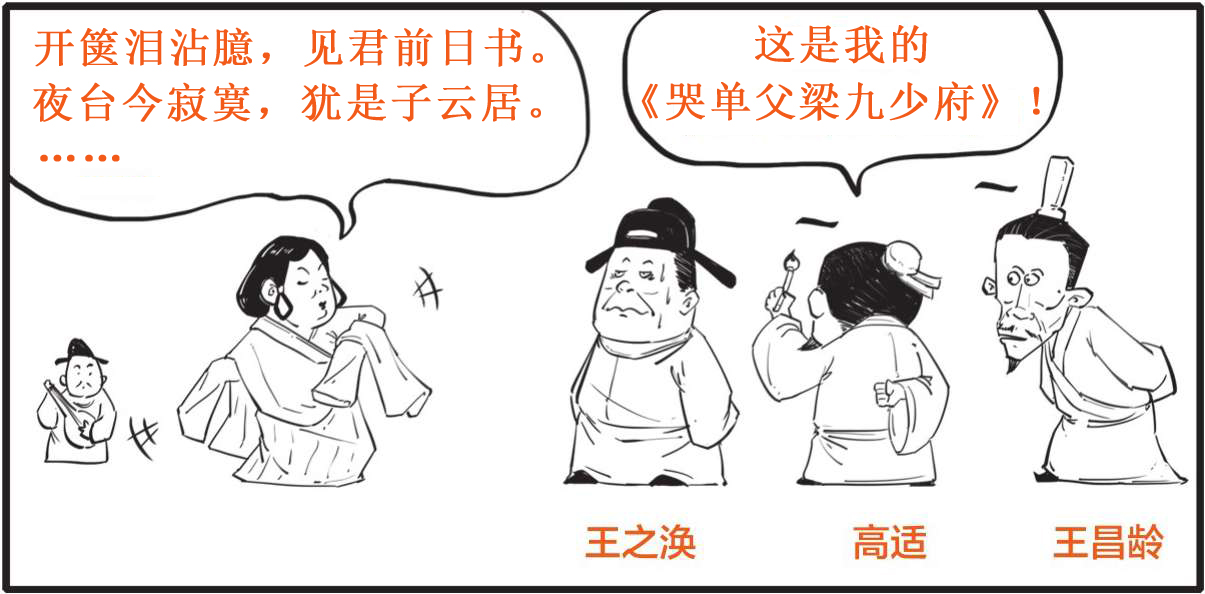 开箧泪沾臆，见君前日书。
夜台今寂寞，犹是子云居。
……
这是我的
《哭单父梁九少府》！
王之涣
高适
王昌龄